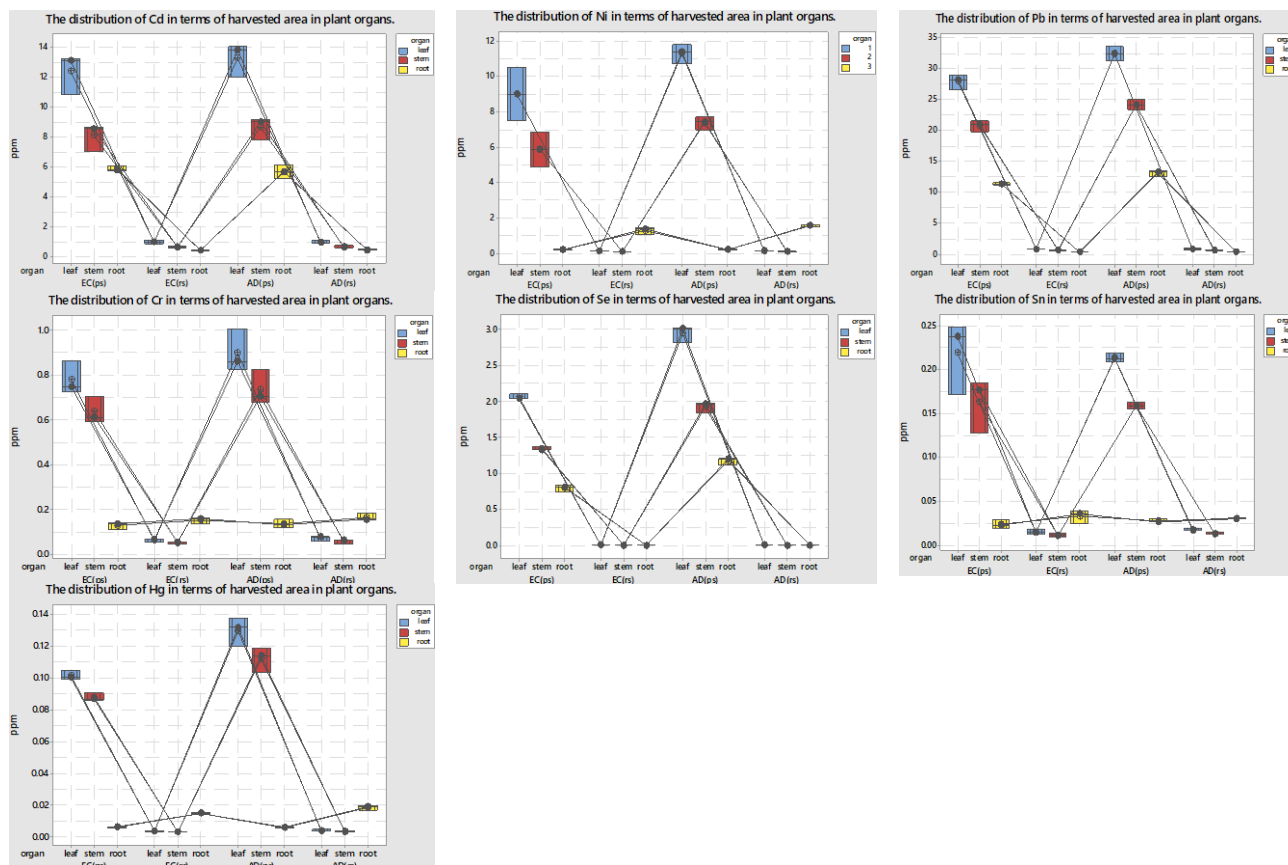 The distribution of Cd in terms of harvested area in plant organs.
organ
leaf
stem
root
14
12
10
8
6
4
2
0
ppm
organ leaf stem root leaf stem root leaf stem root leaf stem root
EC(ps) EC(rs) AD(ps) AD(rs)
The distribution of Ni in terms of harvested area in plant organs.
organ
1
2
3
12
10
8
6
4
2
0
ppm
organ leaf stem root leaf stem root leaf stem root leaf stem root
EC(ps) EC(rs) AD(ps) AD(rs)
The distribution of Pb in terms of harvested area in plant organs.
organ
leaf
stem
root
35
30
25
20
15
10
5
0
ppm
organ leaf stem root leaf stem root leaf stem root leaf stem root
EC(ps) EC(rs) AD(ps) AD(rs)
The distribution of Cr in terms of harvested area in plant organs.
organ
leaf
stem
root
1.0
0.8
0.6
0.4
0.2
0.0
ppm
organ leaf stem root leaf stem root leaf stem root leaf stem root
EC(ps) EC(rs) AD(ps) AD(rs)
The distribution of Se in terms of harvested area in plant organs.
organ
leaf
stem
root
3.0
2.5
2.0
1.5
1.0
0.5
0.0
ppm
organ leaf stem root leaf stem root leaf stem root leaf stem root
EC(ps) EC(rs) AD(ps) AD(rs)
The distribution of Sn in terms of harvested area in plant organs.
leaf
0.25
0.20
0.15
0.10
0.05
0.00
ppm
organ leaf stem root leaf stem root leaf stem root leaf stem root
EC(ps) EC(rs) AD(ps) AD(rs)
The distribution of Hg in terms of harvested area in plant organs.
organ
leaf
stem
root
0.14
0.12
0.10
0.08
0.06
0.04
0.02
0.00
ppm
organ leaf stem root leaf stem root leaf stem root leaf stem root